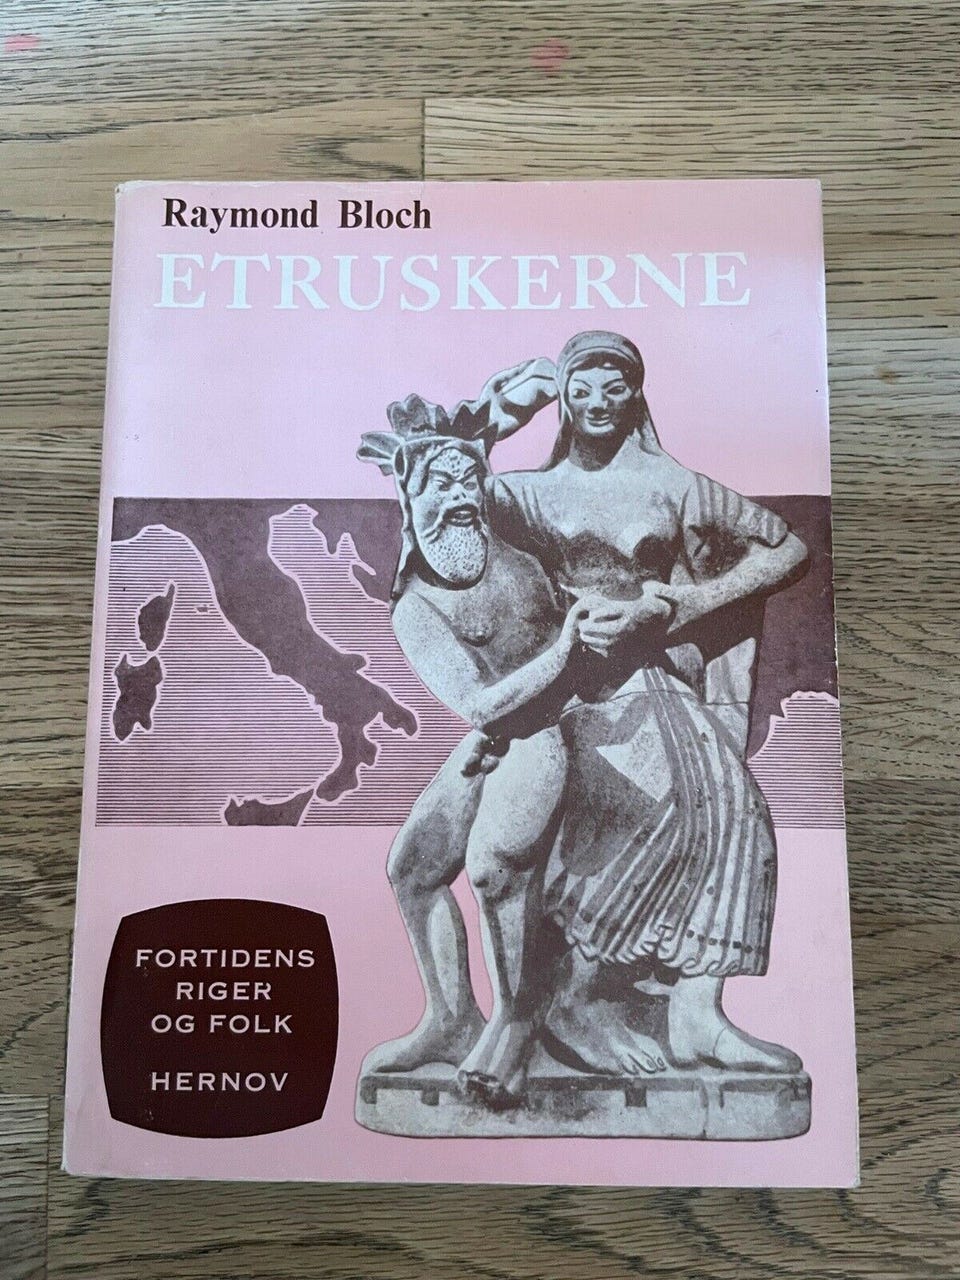 Raymond Bloch
ETRUSKERNE
FORTIDENS
RIGER
OG FOLK
HERNOV